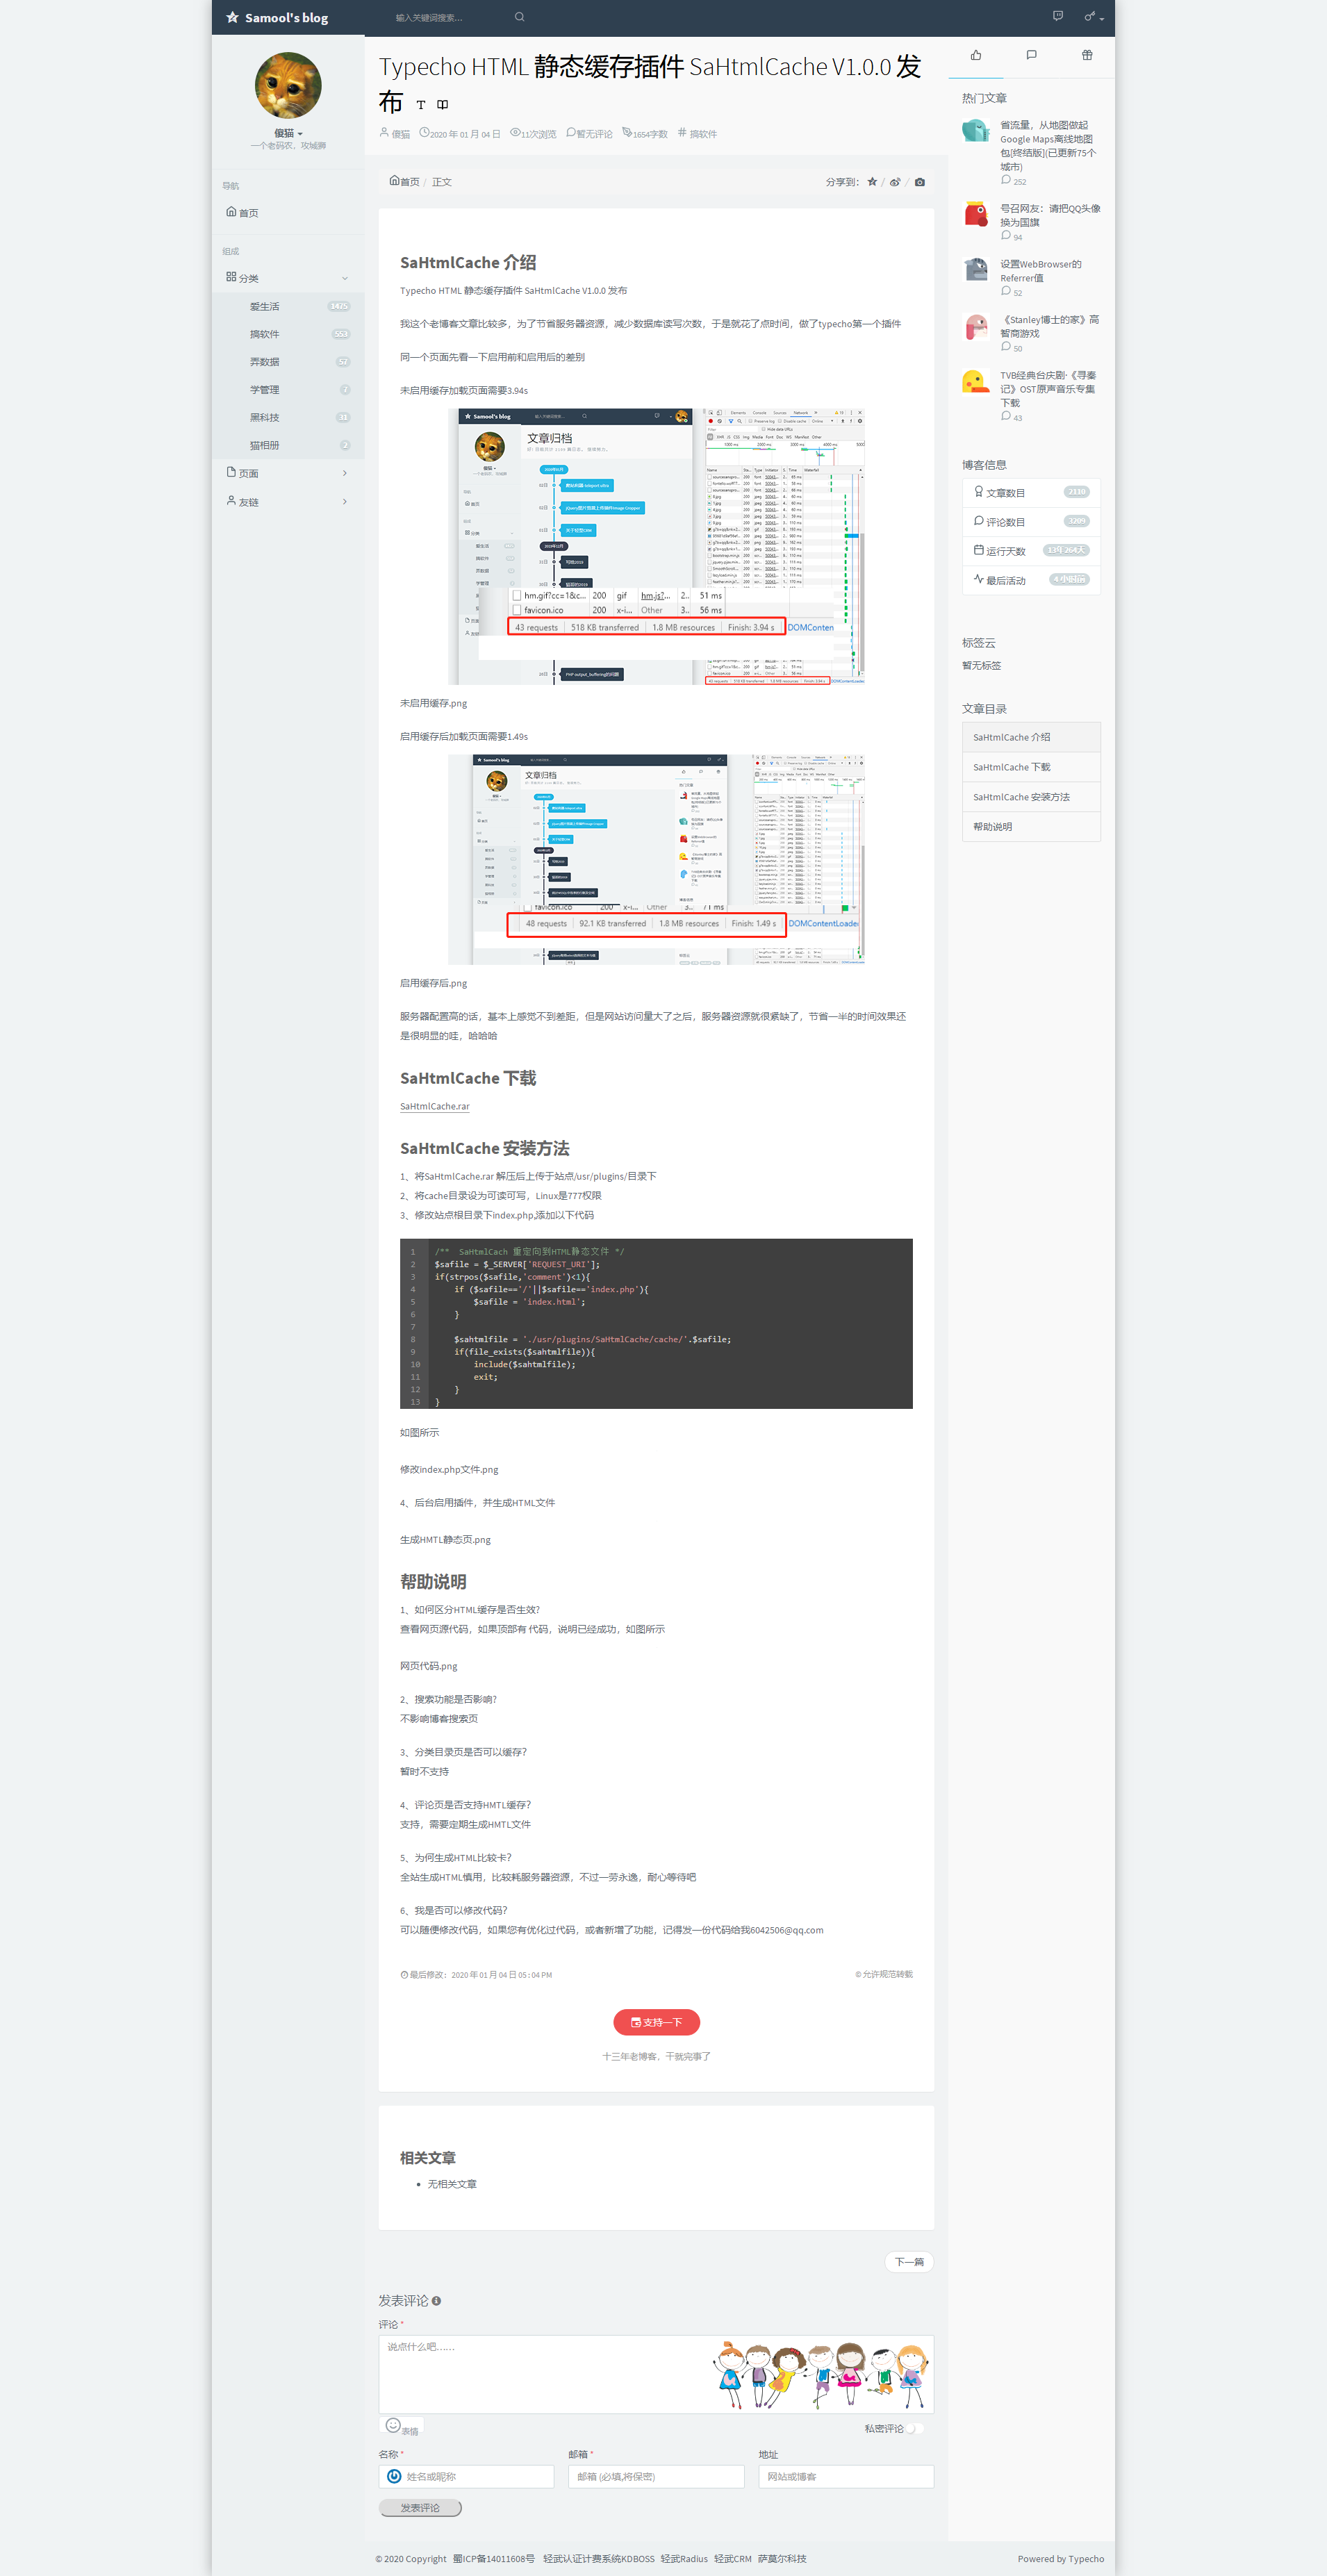 Samool's blog
输入关键词搜索...
傻猫
一个老码农，攻城狮
导航
首页
组成
分类
爱生活 1475
搞软件 553
弄数据 57
学管理
黑科技 31
猫相册 2
页面
友链
Typecho HTML 静态缓存插件 SaHtmlCache V1.0.0 发
布
傻猫 2020 年 01 月 04 日 11次浏览 暂无评论 1654字数 搞软件
首页 / 正文
分享到： / /
SaHtmlCache 介绍
Typecho HTML 静态缓存插件 SaHtmlCache V1.0.0 发布
我这个老博客文章比较多，为了节省服务器资源，减少数据库读写次数，于是就花了点时间，做了typecho第一个插件
同一个页面先看一下启用前和启用后的差别
未启用缓存加载页面需要3.94s
Samool's blog
文章归档
hm.gif?cc=1&c... 200 gif hm.js?... 2.. 51 ms
favicon.ico 200 x-i... Other 3.. 56 ms
43 requests 518 KB transferred 1.8 MB resources Finish: 3.94 s DOMConten
未启用缓存.png
启用缓存后加载页面需要1.49s
Samool's blog
文章归档
favicon.ico 200 x-i... Other 3... 71 ms
48 requests 92.1 KB transferred 1.8 MB resources Finish: 1.49 s DOMContentLoade
启用缓存后.png
服务器配置高的话，基本上感觉不到差距，但是网站访问量大了之后，服务器资源就很紧缺了，节省一半的时间效果还
是很明显的哇，哈哈哈
SaHtmlCache 下载
SaHtmlCache.rar
SaHtmlCache 安装方法
1、将SaHtmlCache.rar 解压后上传于站点/usr/plugins/目录下
2、将cache目录设为可读可写，Linux是777权限
3、修改站点根目录下index.php,添加以下代码
1 /**  SaHtmlCach 重定向到HTML静态文件 */
2 $safile = $_SERVER['REQUEST_URI'];
3 if(strpos($safile,'comment')<1){
4     if ($safile=='/'||$safile=='index.php'){
5         $safile = 'index.html';
6     }
7
8     $sahtmlfile = './usr/plugins/SaHtmlCache/cache/'.$safile;
9     if(file_exists($sahtmlfile)){
10         include($sahtmlfile);
11         exit;
12     }
13 }
如图所示
修改index.php文件.png
4、后台启用插件，并生成HTML文件
生成HMTL静态页.png
帮助说明
1、如何区分HTML缓存是否生效?
查看网页源代码，如果顶部有 代码，说明已经成功，如图所示
网页代码.png
2、搜索功能是否影响?
不影响博客搜索页
3、分类目录页是否可以缓存?
暂时不支持
4、评论页是否支持HMTL缓存?
支持，需要定期生成HMTL文件
5、为何生成HTML比较卡?
全站生成HTML慎用，比较耗服务器资源，不过一劳永逸，耐心等待吧
6、我是否可以修改代码?
可以随便修改代码，如果您有优化过代码，或者新增了功能，记得发一份代码给我6042506@qq.com
最后修改：2020 年 01 月 04 日 05 : 04 PM
© 允许规范转载
支持一下
十三年老博客，干就完事了
相关文章
无相关文章
下一篇
发表评论
评论 *
说点什么吧……
表情
私密评论
名称 *
邮箱 *
地址
姓名或昵称
邮箱 (必填,将保密)
网站或博客
发表评论
热门文章
省流量，从地图做起
Google Maps离线地图
包[终结版](已更新75个
城市)
252
号召网友：请把QQ头像
换为国旗
94
设置WebBrowser的
Referrer值
52
《Stanley博士的家》高
智商游戏
50
TVB经典台庆剧·《寻秦
记》OST原声音乐专集
下载
43
博客信息
文章数目 2130
评论数目 3209
运行天数 13年264天
最后活动 4 小时前
标签云
暂无标签
文章目录
SaHtmlCache 介绍
SaHtmlCache 下载
SaHtmlCache 安装方法
帮助说明
© 2020 Copyright 蜀ICP备14011608号 轻武认证计费系统KDBOSS 轻武Radius 轻武CRM 萨莫尔科技
Powered by Typecho